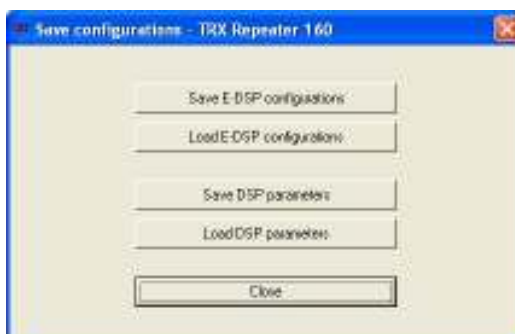 Save configurations - TRX Repeater 160
Save E-DSP configurations
Load E-DSP configurations
Save DSP parameters
Load DSP parameters
Close